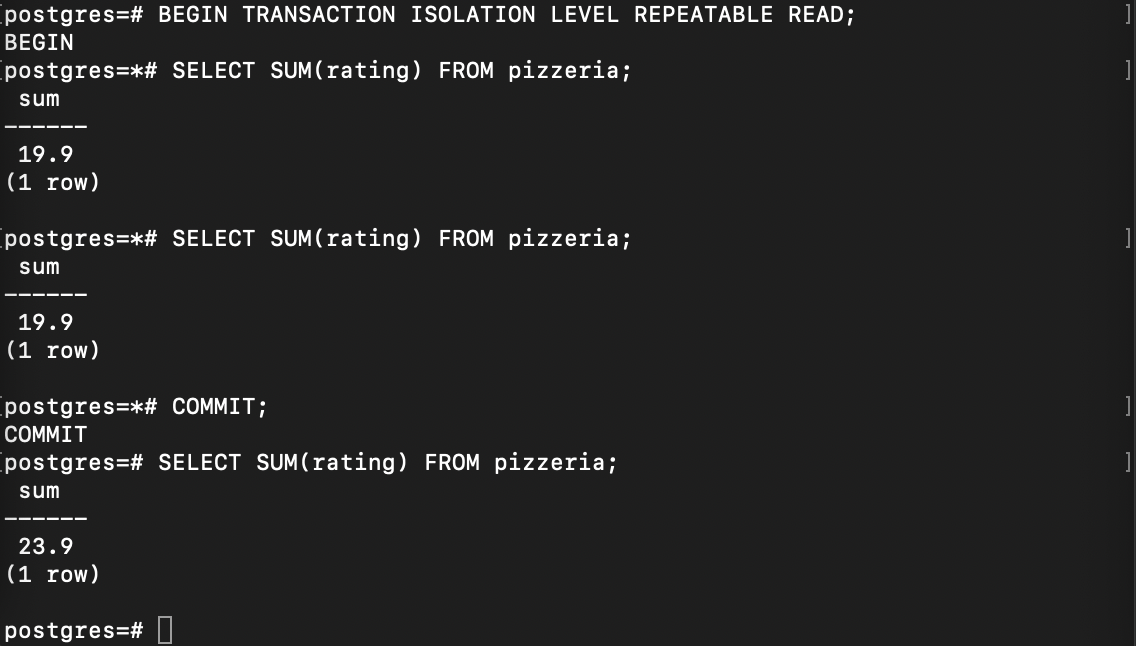 postgres=# BEGIN TRANSACTION ISOLATION LEVEL REPEATABLE READ;
BEGIN
postgres=*# SELECT SUM(rating) FROM pizzeria;
 sum
------
 19.9
(1 row)

postgres=*# SELECT SUM(rating) FROM pizzeria;
 sum
------
 19.9
(1 row)

postgres=*# COMMIT;
COMMIT
postgres=# SELECT SUM(rating) FROM pizzeria;
 sum
------
 23.9
(1 row)

postgres=#